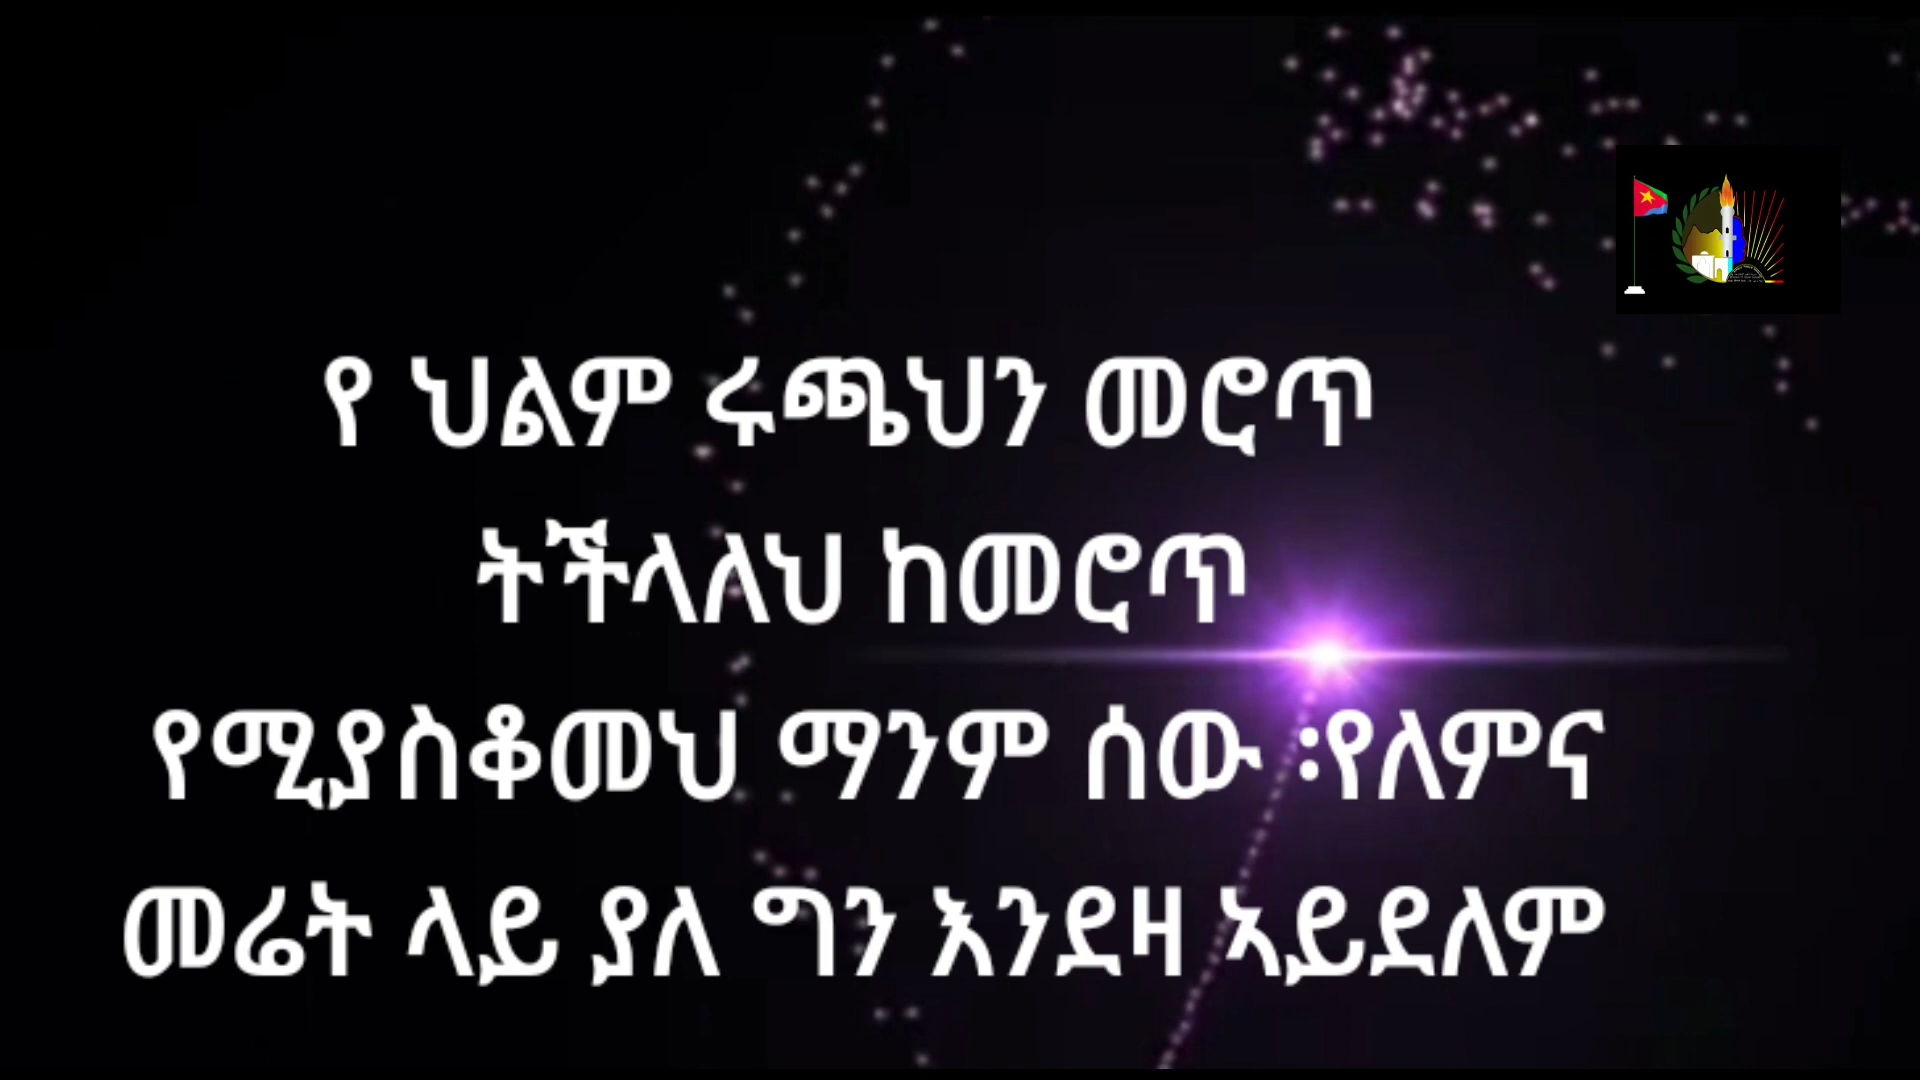 የ ህልም ሩጫህን መሮጥ
ትችላለህ ከመሮጥ
የሚያስቆመህ ማንም ሰው ፡የለምና
መሬት ላይ ያለ ግን እንደዛ ኣይደለም